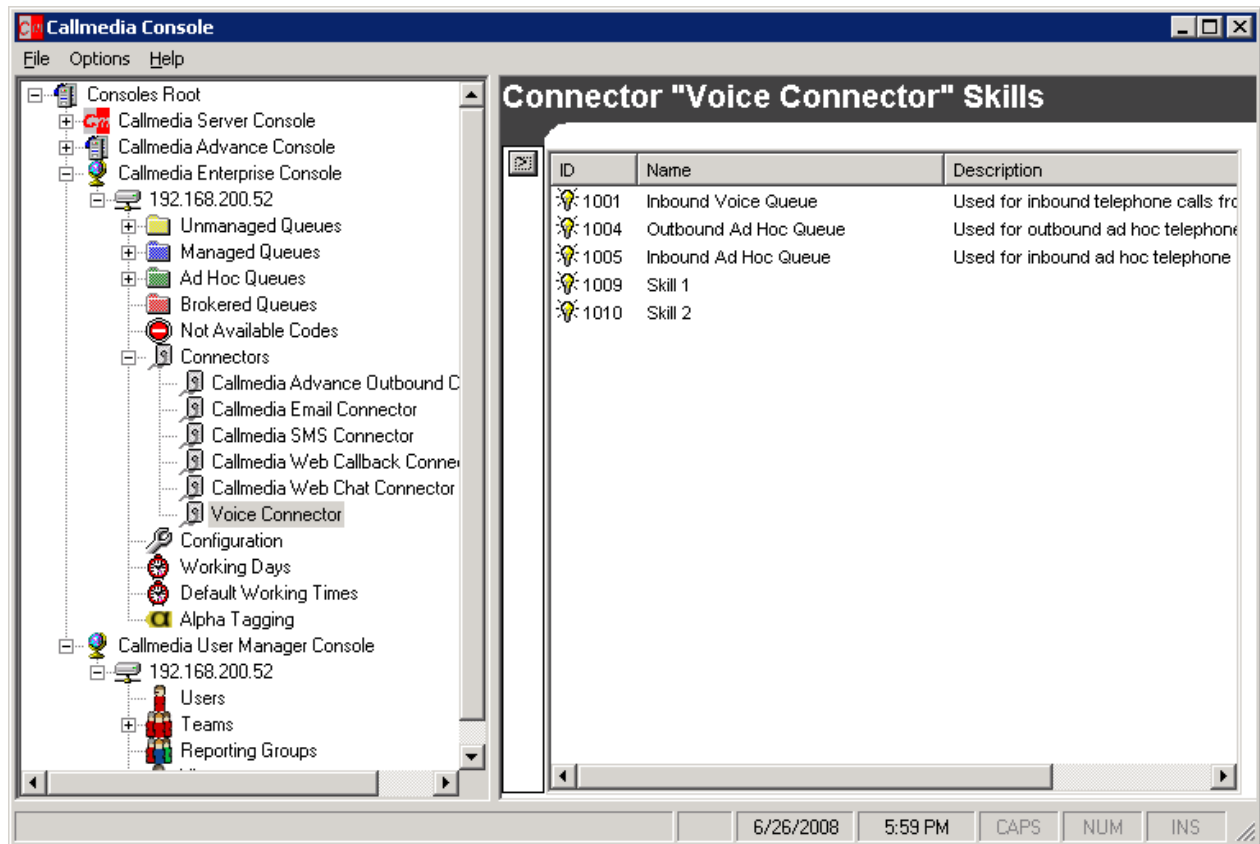 Callmedia Console
File Options Help
Consoles Root
Callmedia Server Console
Callmedia Advance Console
Callmedia Enterprise Console
192.168.200.52
Unmanaged Queues
Managed Queues
Ad Hoc Queues
Brokered Queues
Not Available Codes
Connectors
Callmedia Advance Outbound C
Callmedia Email Connector
Callmedia SMS Connector
Callmedia Web Callback Conne
Callmedia Web Chat Connector
Voice Connector
Configuration
Working Days
Default Working Times
Alpha Tagging
Callmedia User Manager Console
192.168.200.52
Users
Teams
Reporting Groups
Connector "Voice Connector" Skills
ID Name Description
1001 Inbound Voice Queue Used for inbound telephone calls fro
1004 Outbound Ad Hoc Queue Used for outbound ad hoc telephone
1005 Inbound Ad Hoc Queue Used for inbound ad hoc telephone
1009 Skill 1
1010 Skill 2
6/26/2008 5:59 PM CAPS NUM INS